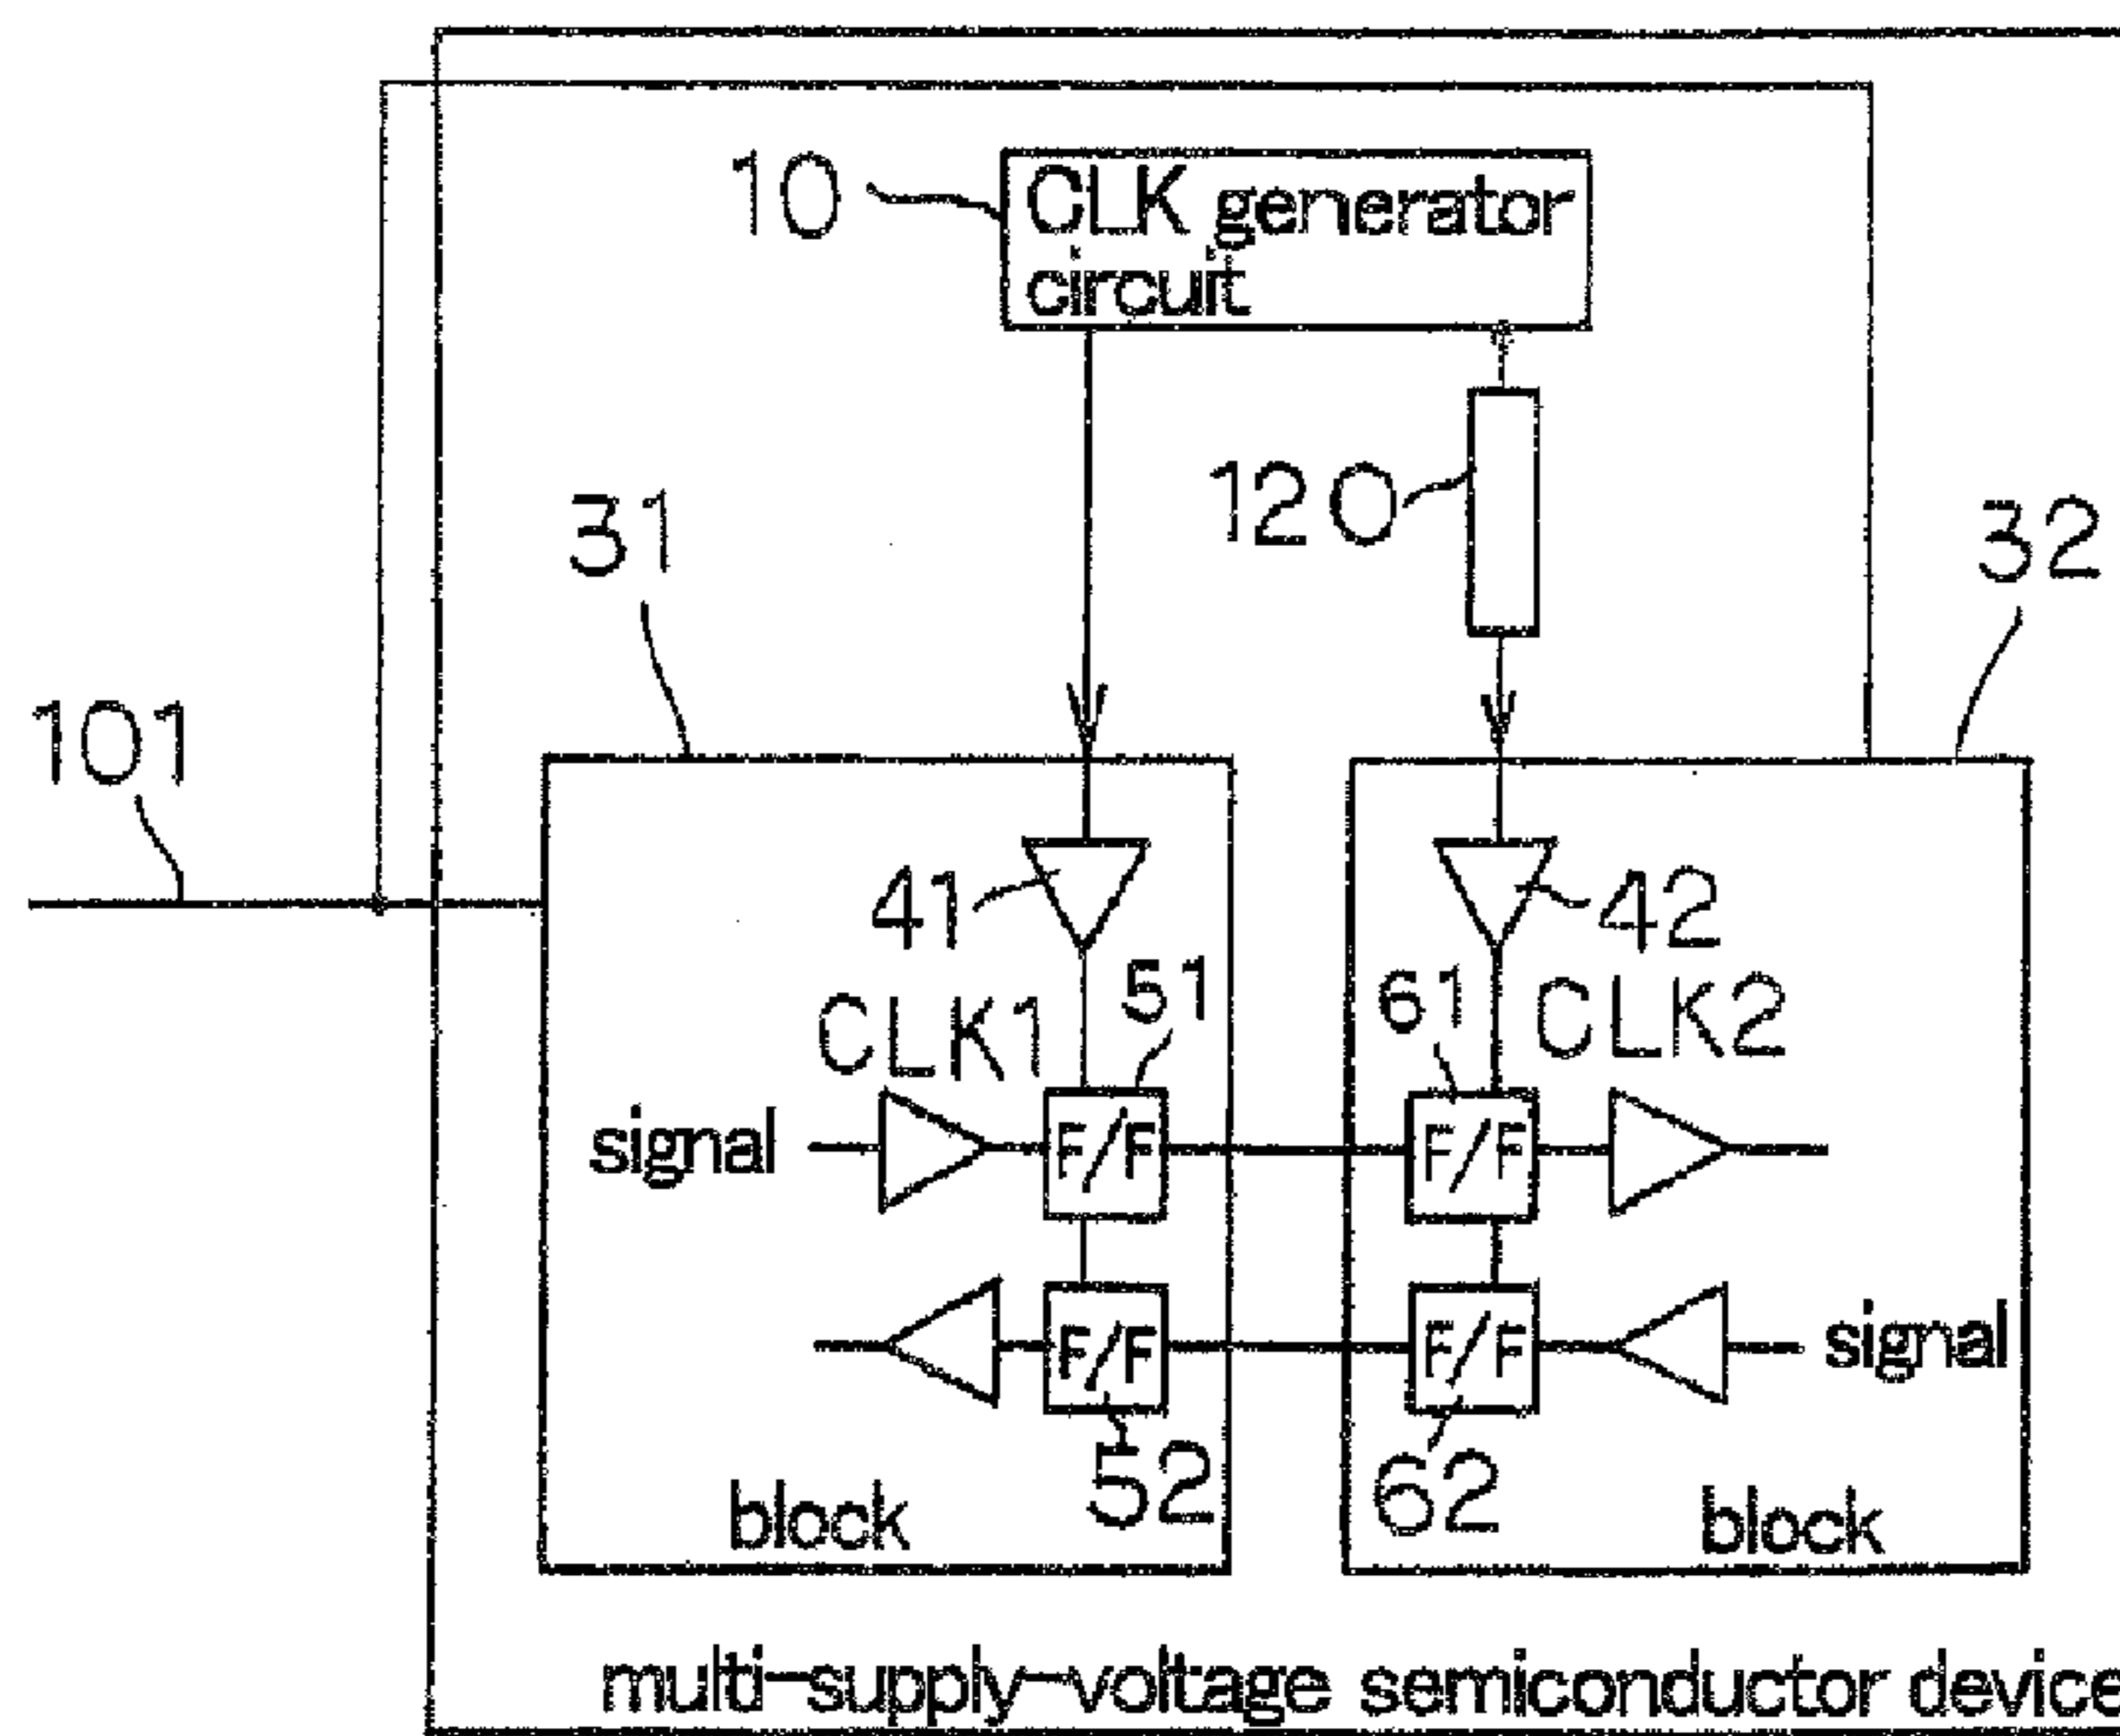 10
CLK generator
circuit
120
31
32
101
41
42
CLK1
51
61
CLK2
signal
F/F
F/F
F/F
F/F
signal
52
62
block
block
multi-supply-voltage semiconductor device